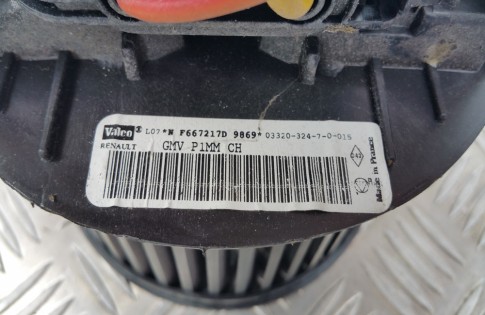 Valeo L07 *N F667217D 9869* 03320-324-7-0-015
RENAULT GMV P1MM CH
Made in France